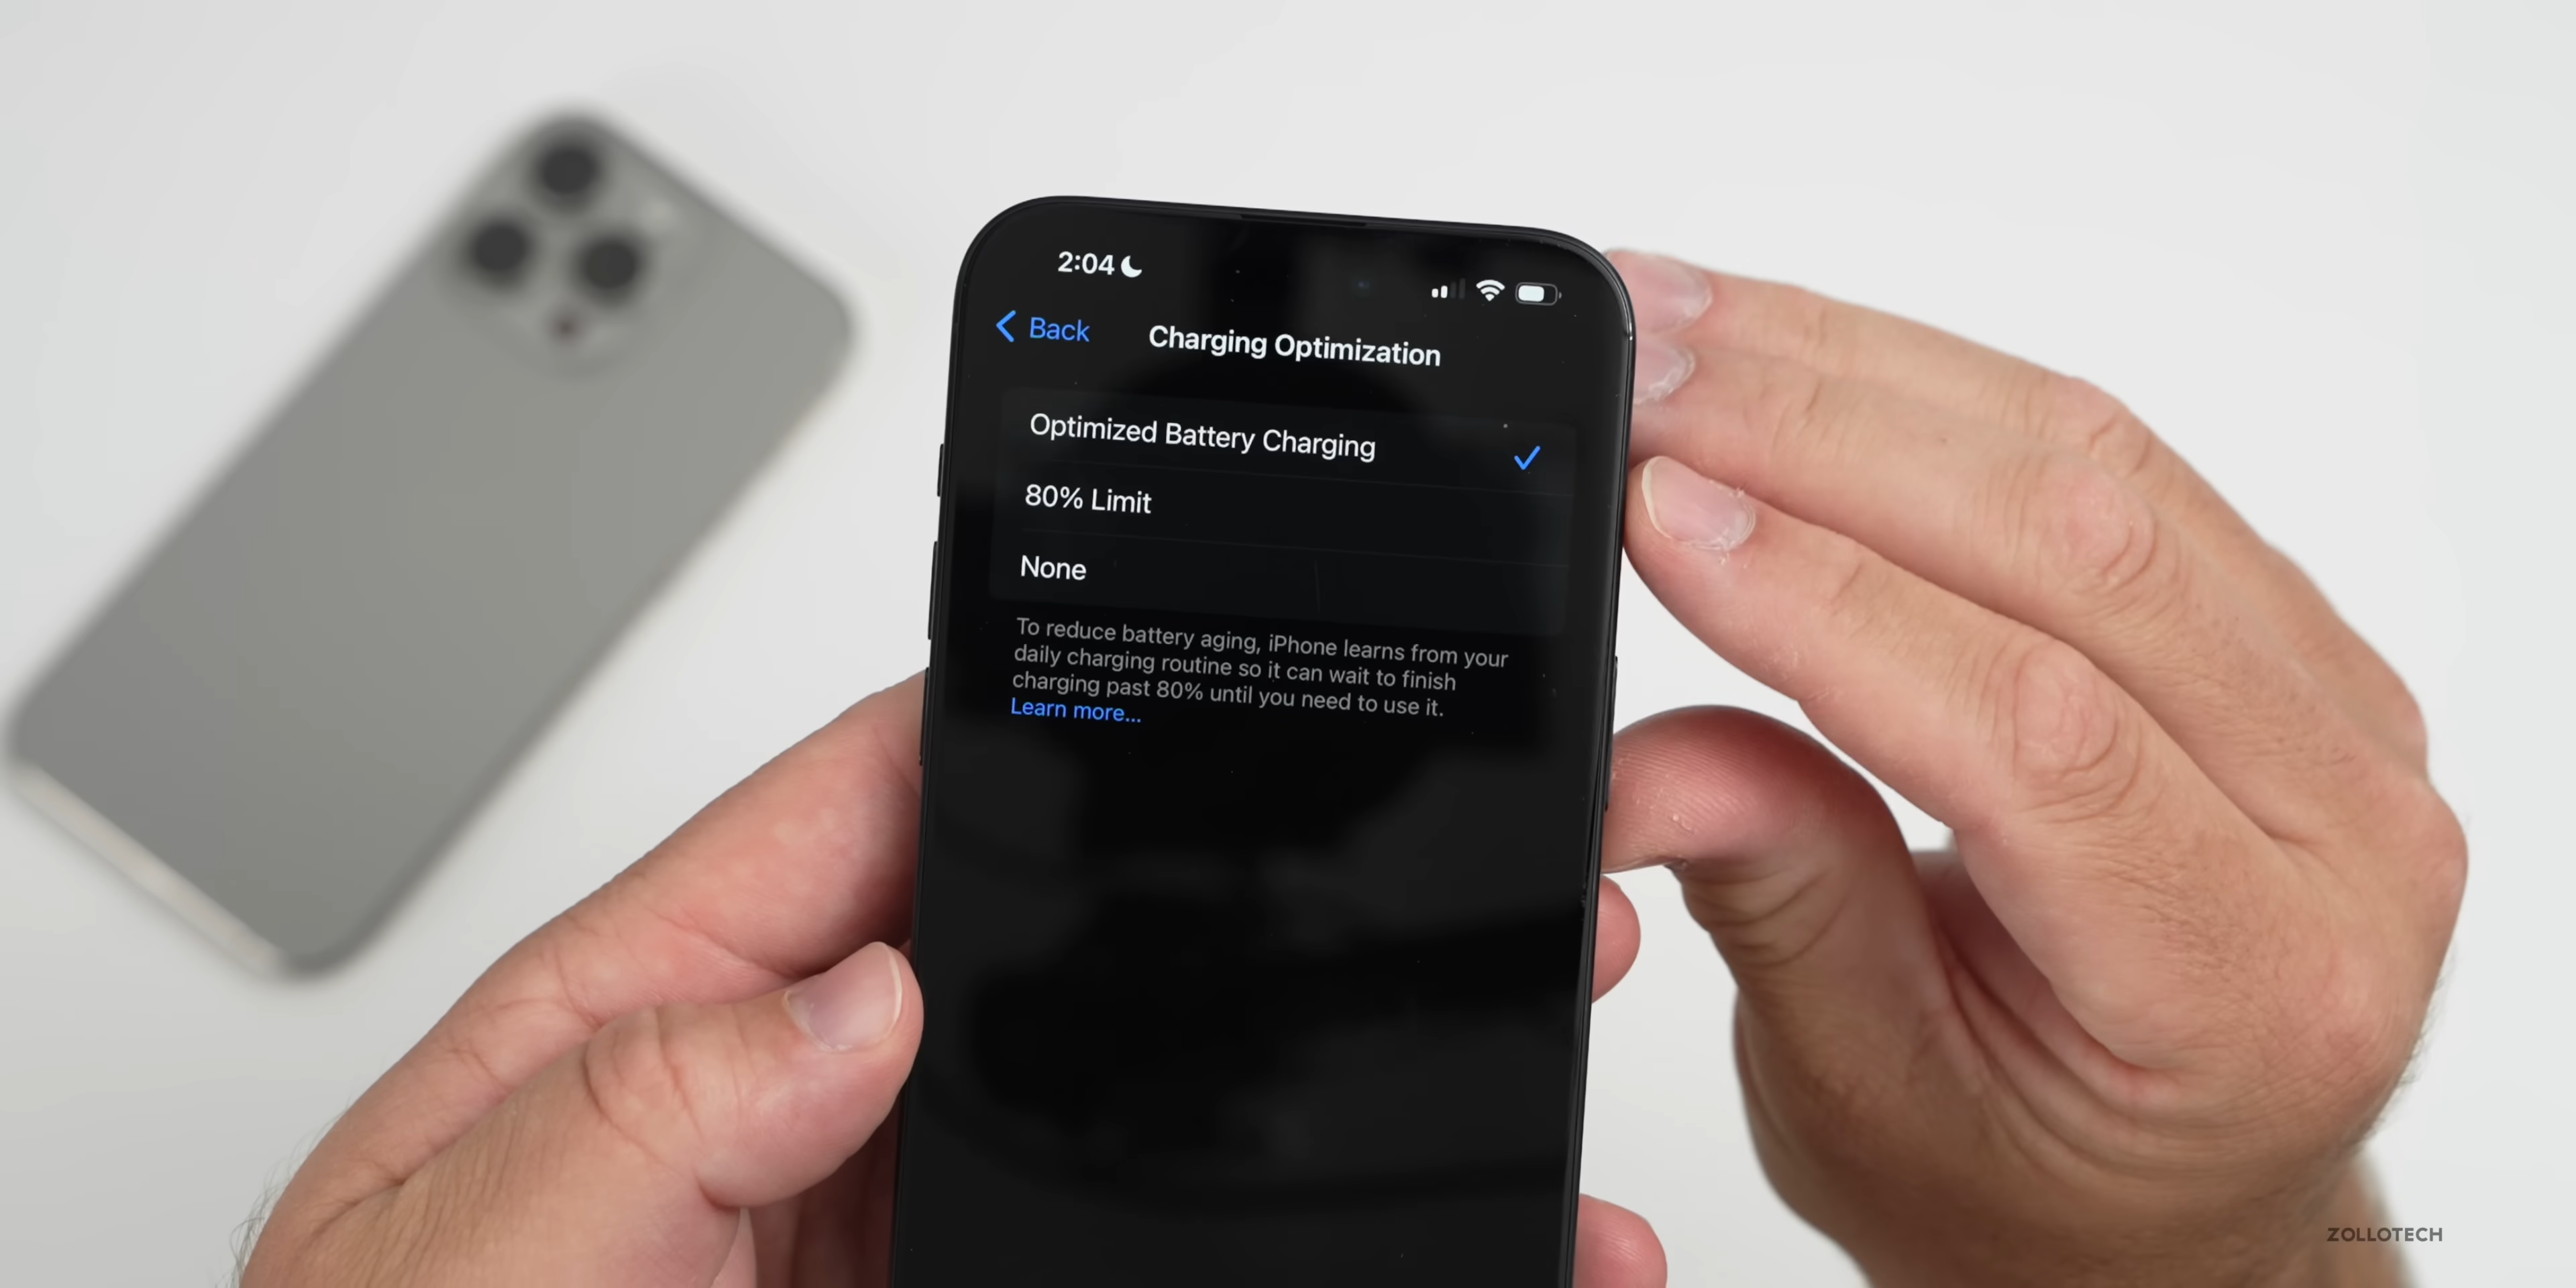 2:04
Back
Charging Optimization
Optimized Battery Charging
80% Limit
None
To reduce battery aging, iPhone learns from your
daily charging routine so it can wait to finish
charging past 80% until you need to use it.
Learn more...
ZOLLOTECH